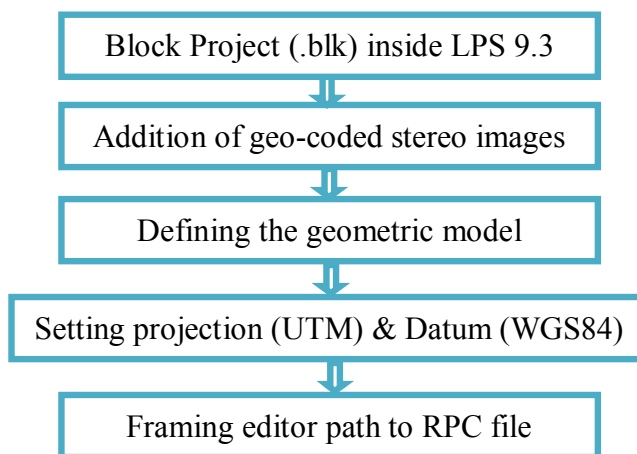 Block Project (.blk) inside LPS 9.3
Addition of geo-coded stereo images
Defining the geometric model
Setting projection (UTM) & Datum (WGS84)
Framing editor path to RPC file